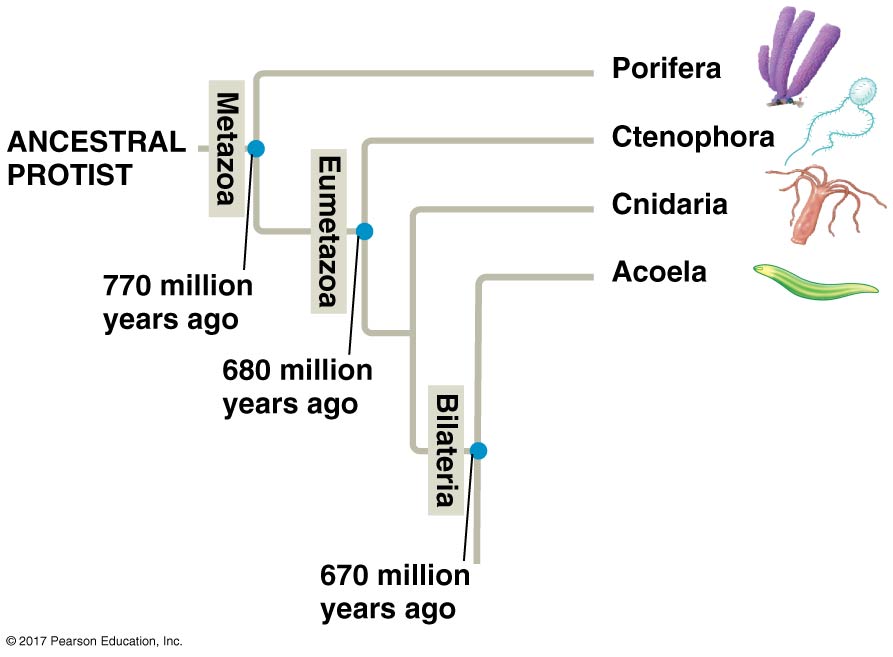 Porifera
Ctenophora
Cnidaria
Acoela
ANCESTRAL
PROTIST
Metazoa
Eumetazoa
770 million
years ago
680 million
years ago
Bilateria
670 million
years ago
© 2017 Pearson Education, Inc.